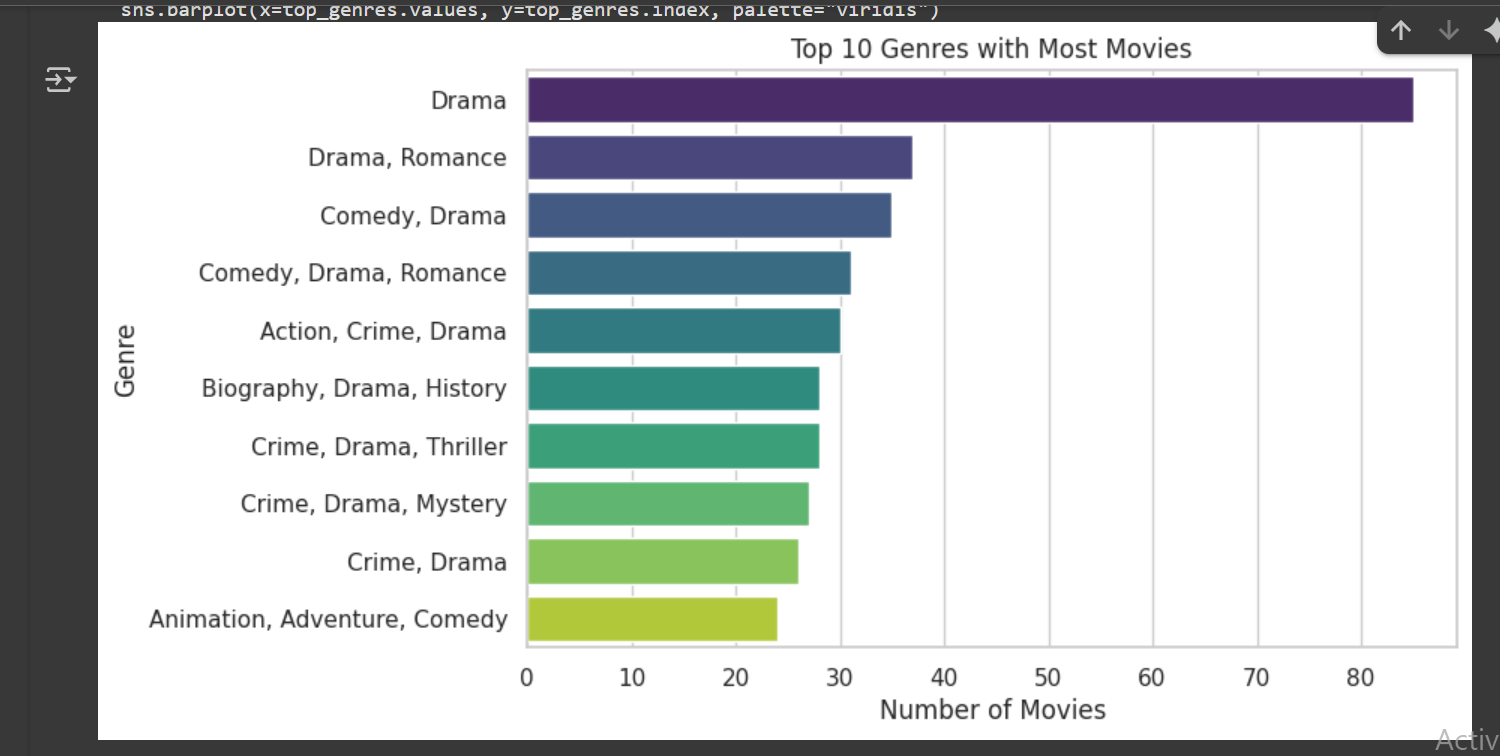 sns.barplot(x=top_genres.values, y=top_genres.index, palette="viridis")
Top 10 Genres with Most Movies
Drama
Drama, Romance
Comedy, Drama
Comedy, Drama, Romance
Action, Crime, Drama
Biography, Drama, History
Crime, Drama, Thriller
Crime, Drama, Mystery
Crime, Drama
Animation, Adventure, Comedy
Genre
0 10 20 30 40 50 60 70 80
Number of Movies
Activ